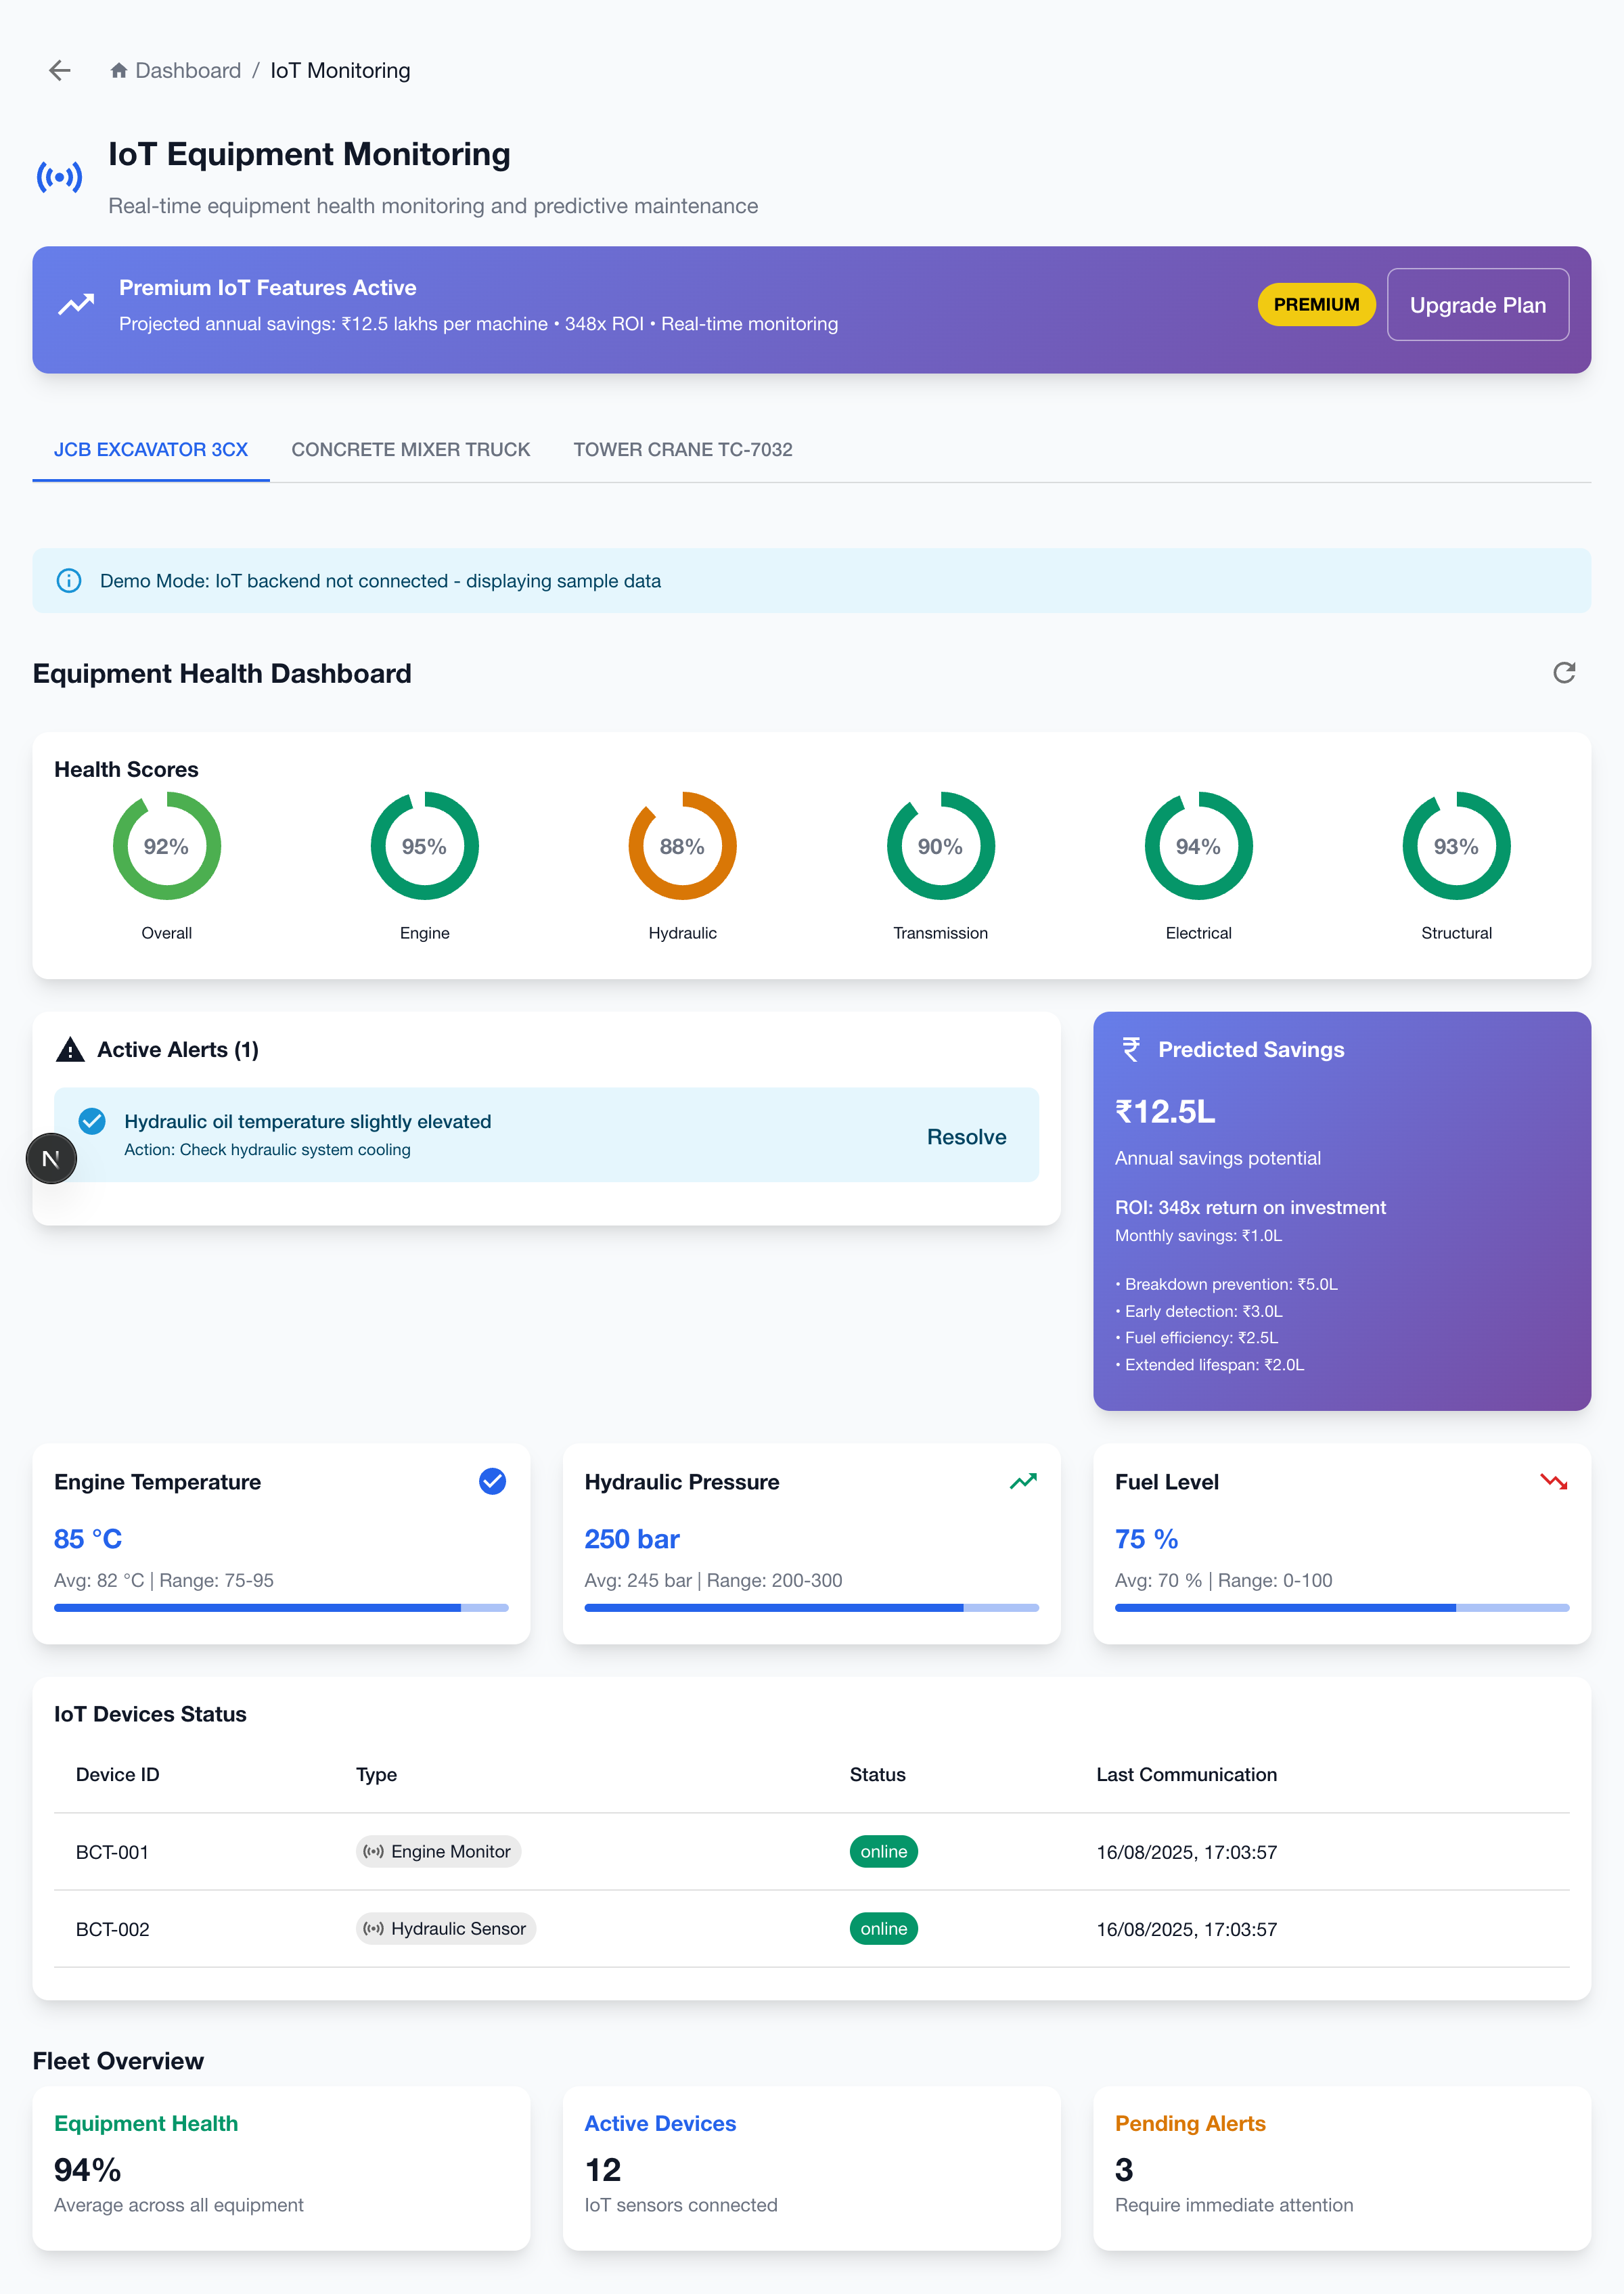 Dashboard / IoT Monitoring
IoT Equipment Monitoring
Real-time equipment health monitoring and predictive maintenance
Premium IoT Features Active
Projected annual savings: ₹12.5 lakhs per machine • 348x ROI • Real-time monitoring
PREMIUM
Upgrade Plan
JCB EXCAVATOR 3CX
CONCRETE MIXER TRUCK
TOWER CRANE TC-7032
Demo Mode: IoT backend not connected - displaying sample data
Equipment Health Dashboard
Health Scores
92%
95%
88%
90%
94%
93%
Overall
Engine
Hydraulic
Transmission
Electrical
Structural
Active Alerts (1)
Hydraulic oil temperature slightly elevated
Action: Check hydraulic system cooling
Resolve
N
₹ Predicted Savings
₹12.5L
Annual savings potential
ROI: 348x return on investment
Monthly savings: ₹1.0L
• Breakdown prevention: ₹5.0L
• Early detection: ₹3.0L
• Fuel efficiency: ₹2.5L
• Extended lifespan: ₹2.0L
Engine Temperature
85 °C
Avg: 82 °C | Range: 75-95
Hydraulic Pressure
250 bar
Avg: 245 bar | Range: 200-300
Fuel Level
75 %
Avg: 70 % | Range: 0-100
IoT Devices Status
Device ID Type Status Last Communication
BCT-001 Engine Monitor online 16/08/2025, 17:03:57
BCT-002 Hydraulic Sensor online 16/08/2025, 17:03:57
Fleet Overview
Equipment Health
94%
Average across all equipment
Active Devices
12
IoT sensors connected
Pending Alerts
3
Require immediate attention